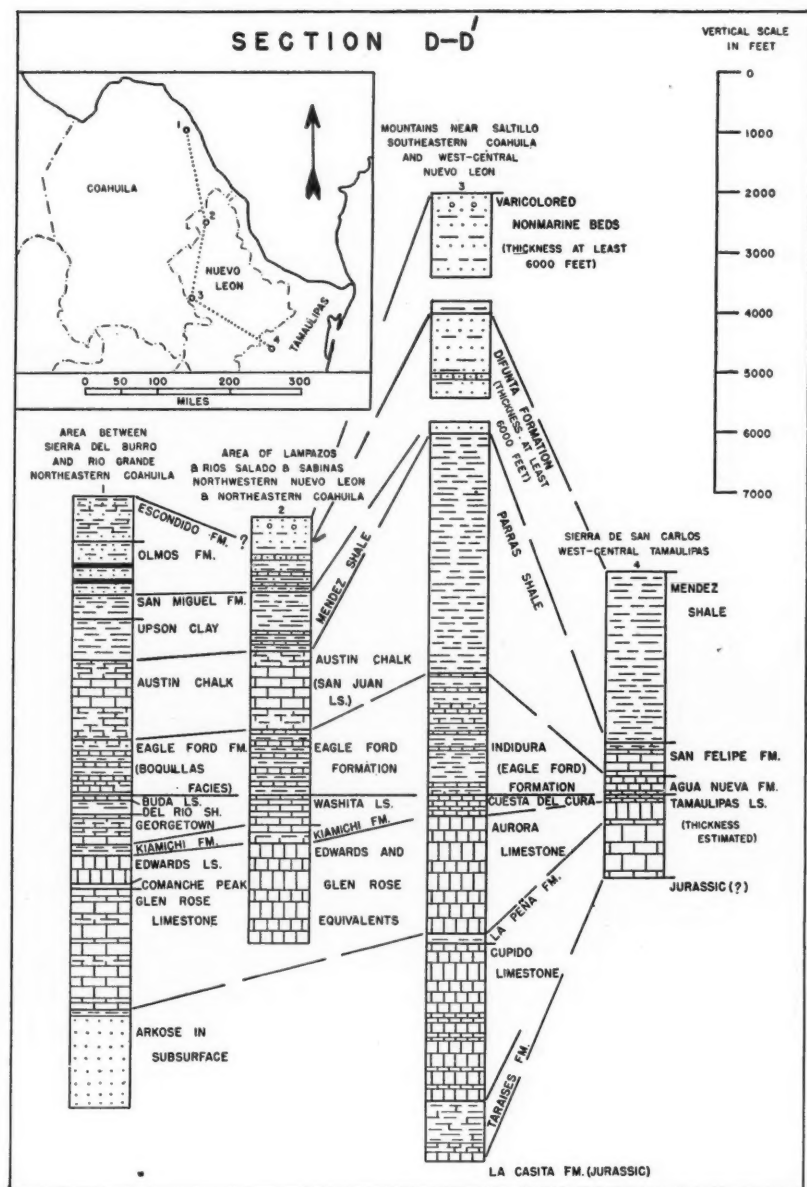 SECTION D-D'
VERTICAL SCALE
IN FEET
0
1000
2000
3000
4000
5000
6000
7000
COAHUILA
NUEVO
LEON
TAMAULIPAS
1
2
3
4
0 50 100 200 300
MILES
MOUNTAINS NEAR SALTILLO
SOUTHEASTERN COAHUILA
AND WEST-CENTRAL
NUEVO LEON
3
VARICOLORED
NONMARINE BEDS
(THICKNESS AT LEAST
6000 FEET)
DIFUNTA FORMATION
(THICKNESS AT LEAST
6000 FEET)
PARRAS SHALE
INDIDURA
(EAGLE FORD)
FORMATION
CUESTA DEL CURA
AURORA
LIMESTONE
LA PEÑA FM.
CUPIDO
LIMESTONE
TARAISES FM.
LA CASITA FM. (JURASSIC)
AREA BETWEEN
SIERRA DEL BURRO
AND RIO GRANDE
NORTHEASTERN COAHUILA
1
ESCONDIDO FM. ?
OLMOS FM.
SAN MIGUEL FM.
UPSON CLAY
AUSTIN CHALK
EAGLE FORD FM.
(BOQUILLAS
FACIES)
BUDA LS.
DEL RIO SH.
GEORGETOWN
KIAMICHI FM.
EDWARDS LS.
COMANCHE PEAK
GLEN ROSE
LIMESTONE
ARKOSE IN
SUBSURFACE
AREA OF LAMPAZOS
& RIOS SALADO & SABINAS
NORTHWESTERN NUEVO LEON
& NORTHEASTERN COAHUILA
2
MENDEZ SHALE
AUSTIN CHALK
(SAN JUAN
LS.)
EAGLE FORD
FORMATION
WASHITA LS.
KIAMICHI FM.
EDWARDS AND
GLEN ROSE
EQUIVALENTS
SIERRA DE SAN CARLOS
WEST-CENTRAL TAMAULIPAS
4
MENDEZ
SHALE
SAN FELIPE FM.
AGUA NUEVA FM.
TAMAULIPAS LS.
(THICKNESS
ESTIMATED)
JURASSIC (?)